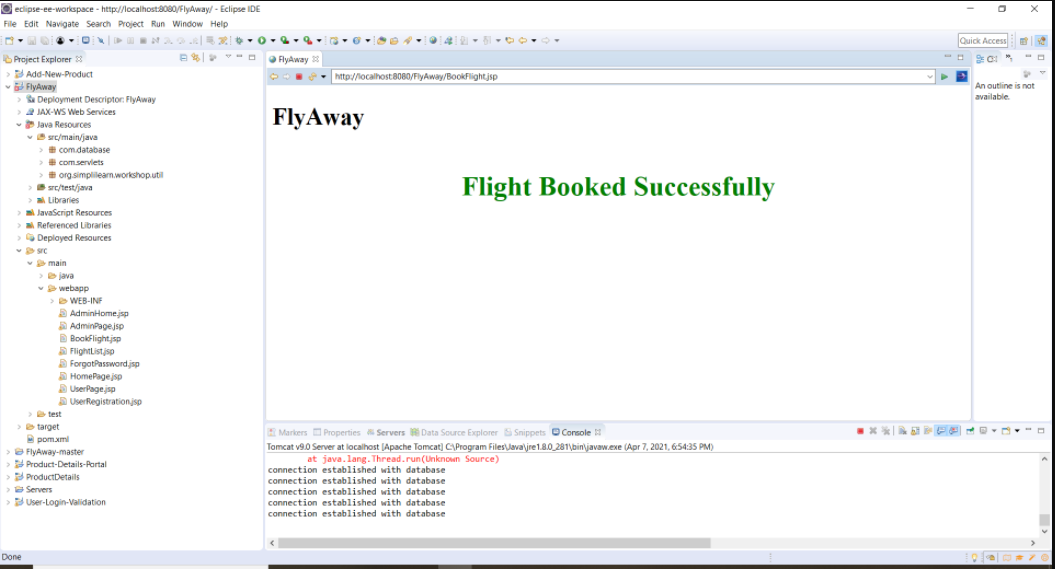 eclipse-ee-workspace - http://localhost:8080/FlyAway/ - Eclipse IDE
File Edit Navigate Search Project Run Window Help
Quick Access
Project Explorer
Add-New-Product
FlyAway
Deployment Descriptor: FlyAway
JAX-WS Web Services
Java Resources
src/main/java
com.database
com.servlets
org.simplilearn.workshop.util
src/test/java
Libraries
JavaScript Resources
Referenced Libraries
Deployed Resources
src
main
java
webapp
WEB-INF
AdminHome.jsp
AdminPage.jsp
BookFlight.jsp
FlightList.jsp
ForgotPassword.jsp
HomePage.jsp
UserPage.jsp
UserRegistration.jsp
test
target
pom.xml
FlyAway-master
Product-Details-Portal
ProductDetails
Servers
User-Login-Validation
FlyAway
http://localhost:8080/FlyAway/BookFlight.jsp
FlyAway
Flight Booked Successfully
An outline is not
available.
Markers Properties Servers Data Source Explorer Snippets Console
Tomcat v9.0 Server at localhost [Apache Tomcat] C:\Program Files\Java\jre1.8.0_281\bin\javaw.exe (Apr 7, 2021, 6:54:35 PM)
at java.lang.Thread.run(Unknown Source)
connection established with database
connection established with database
connection established with database
connection established with database
connection established with database
Done